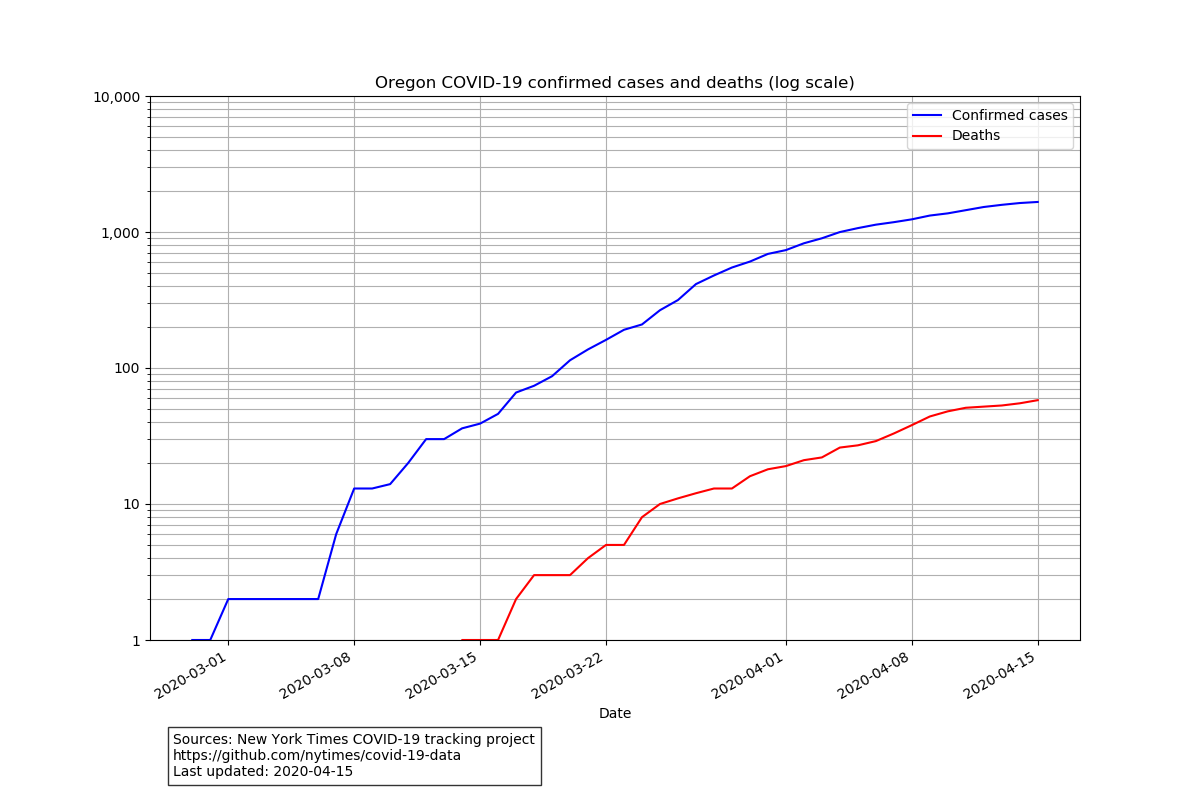 Oregon COVID-19 confirmed cases and deaths (log scale)
10,000
1,000
100
10
1
Confirmed cases
Deaths
2020-03-01
2020-03-08
2020-03-15
2020-03-22
2020-04-01
2020-04-08
2020-04-15
Date
Sources: New York Times COVID-19 tracking project
https://github.com/nytimes/covid-19-data
Last updated: 2020-04-15